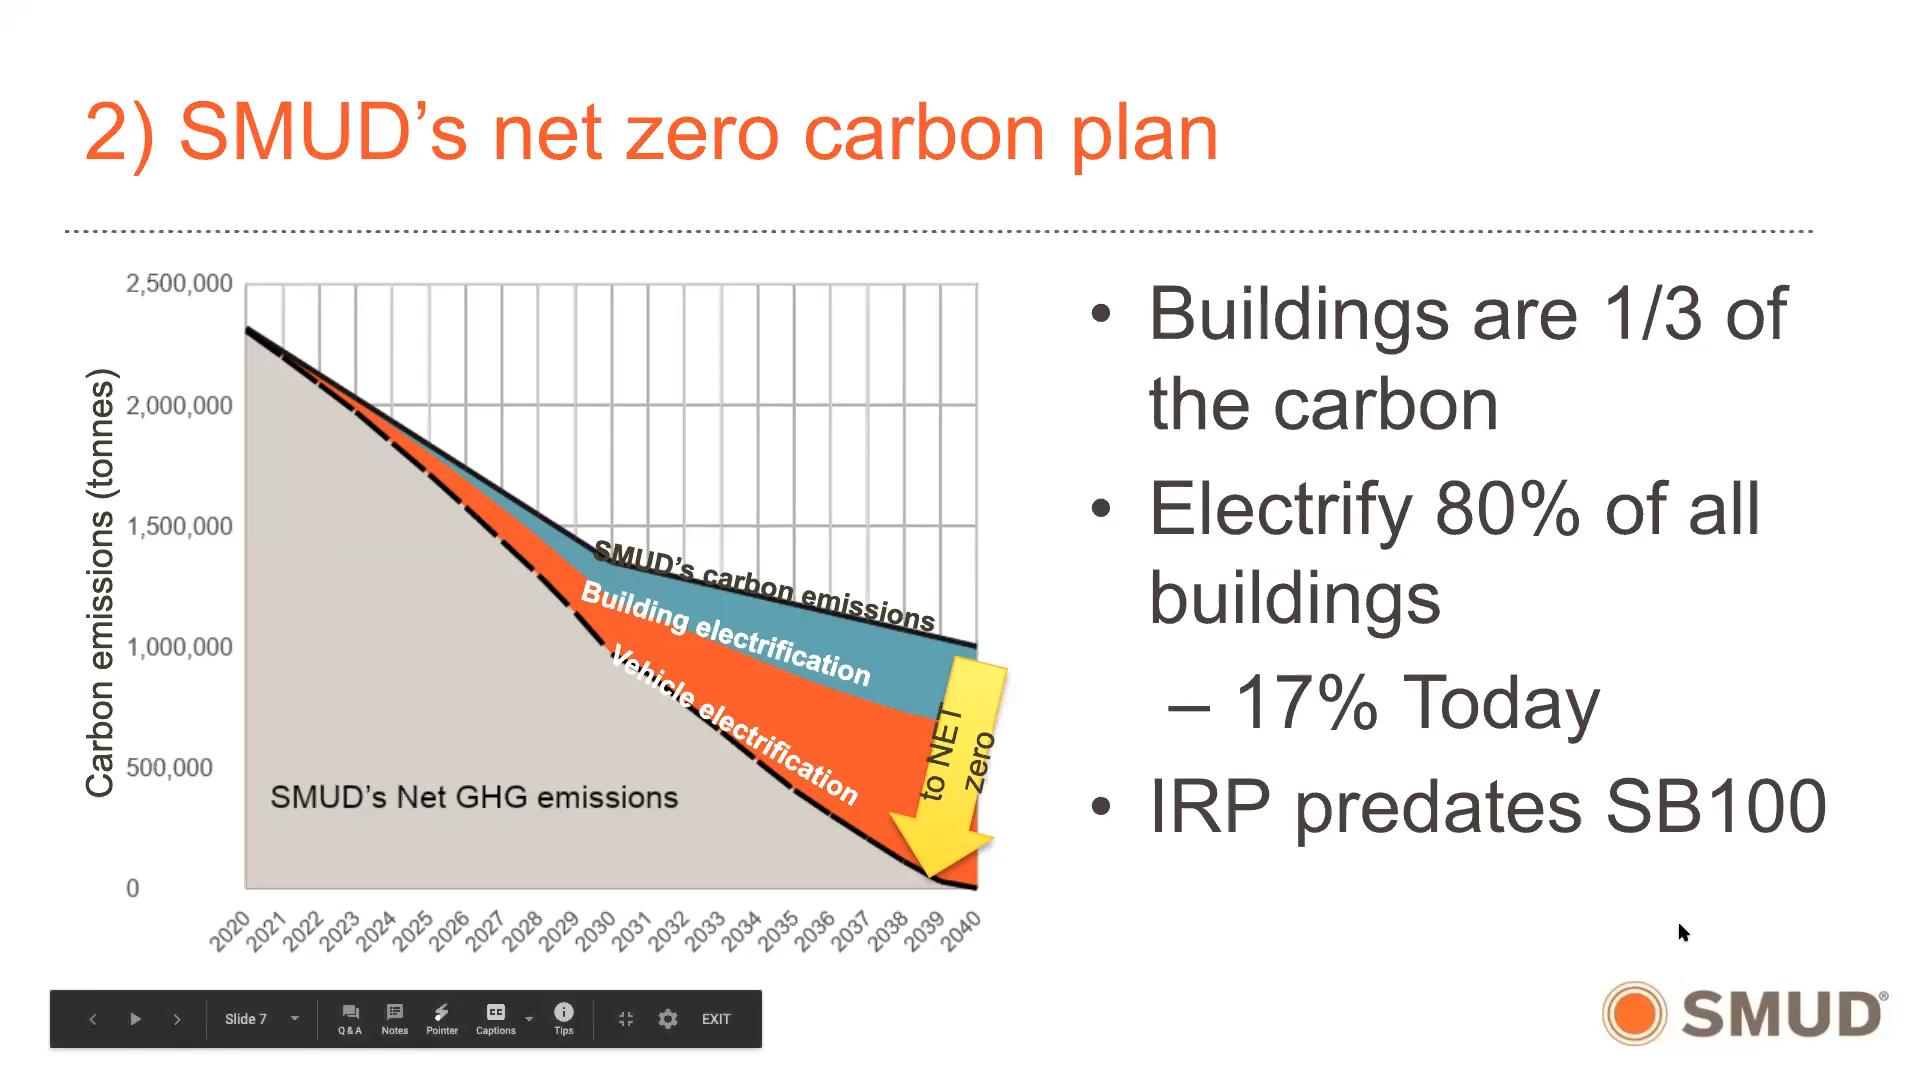 2) SMUD’s net zero carbon plan
Carbon emissions (tonnes)
2,500,000
2,000,000
1,500,000
1,000,000
500,000
0
SMUD’s carbon emissions
Building electrification
Vehicle electrification
to NET
zero
SMUD’s Net GHG emissions
2020
2021
2022
2023
2024
2025
2026
2027
2028
2029
2030
2031
2032
2033
2034
2035
2036
2037
2038
2039
2040
• Buildings are 1/3 of
the carbon
• Electrify 80% of all
buildings
– 17% Today
• IRP predates SB100
Slide 7
Q & A
Notes
Pointer
CC
Captions
Tips
EXIT
SMUD®